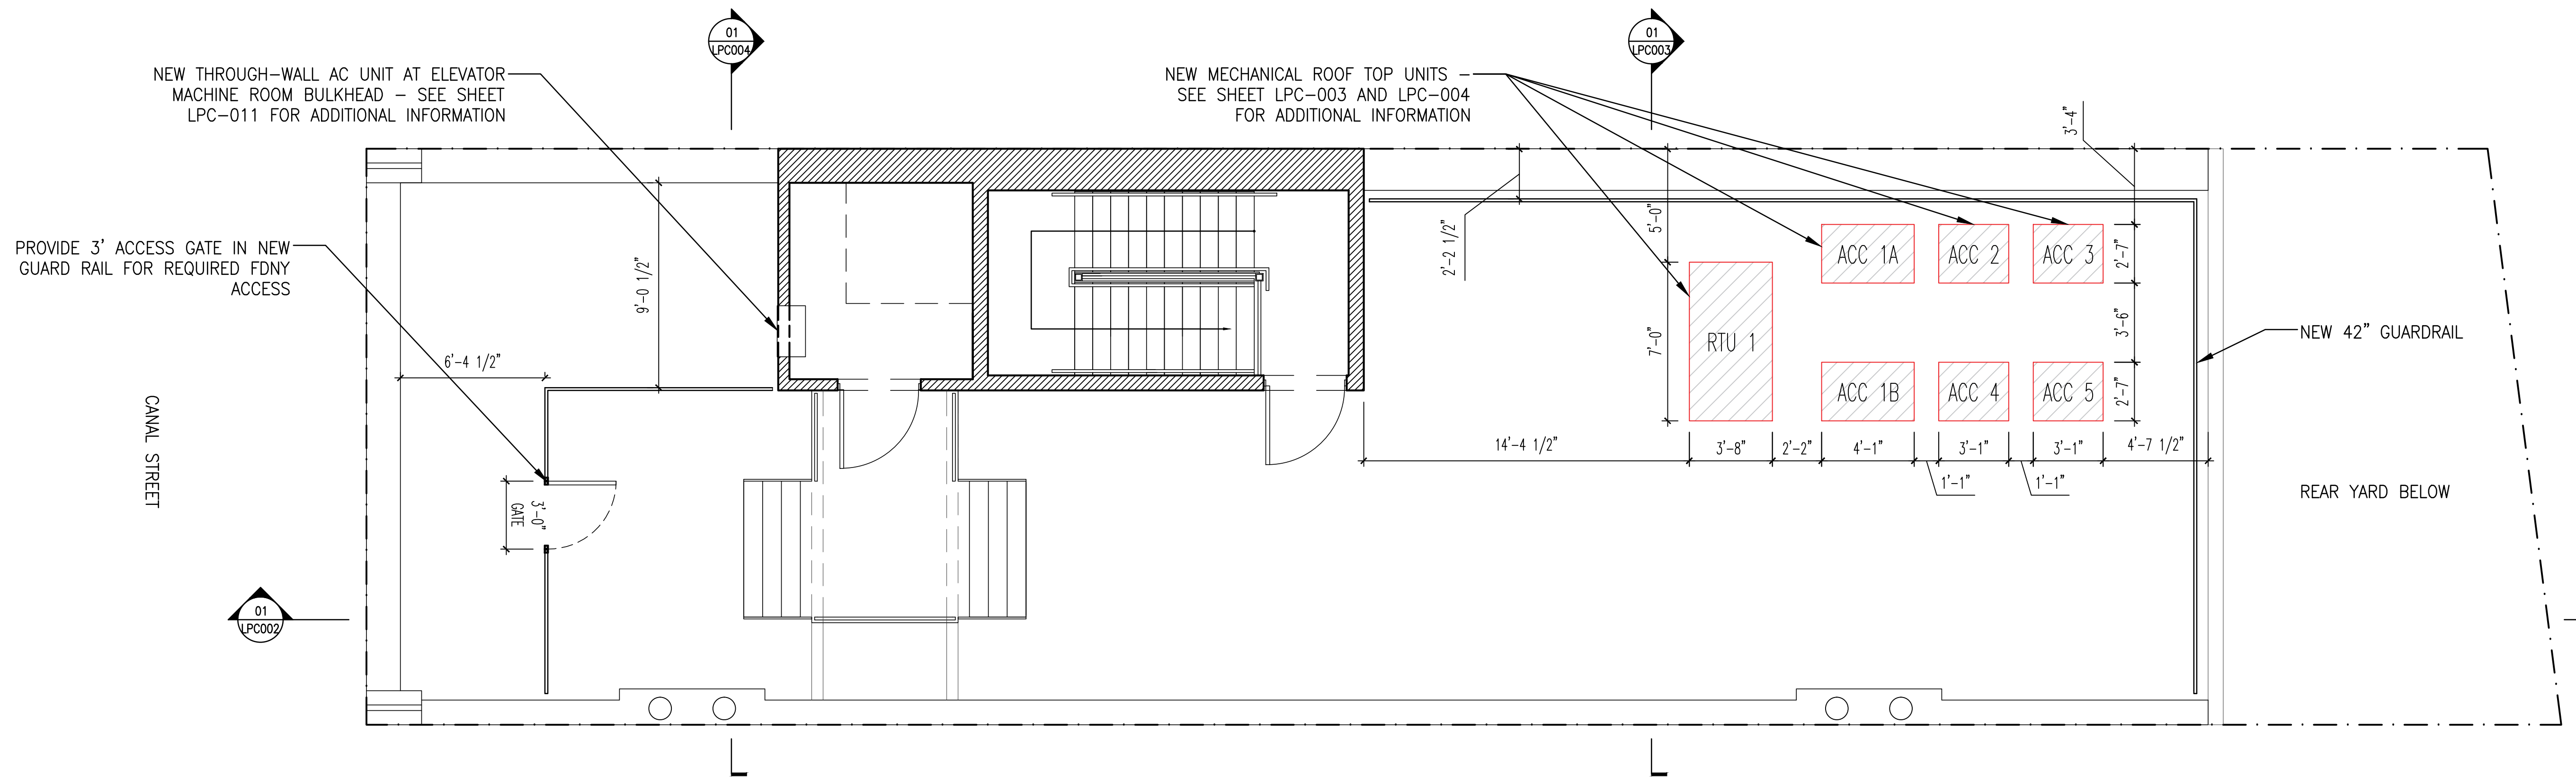 01
LPC004
01
LPC003
NEW THROUGH-WALL AC UNIT AT ELEVATOR
MACHINE ROOM BULKHEAD - SEE SHEET
LPC-011 FOR ADDITIONAL INFORMATION
NEW MECHANICAL ROOF TOP UNITS -
SEE SHEET LPC-003 AND LPC-004
FOR ADDITIONAL INFORMATION
3'-4"
PROVIDE 3' ACCESS GATE IN NEW
GUARD RAIL FOR REQUIRED FDNY
ACCESS
9'-0 1/2"
6'-4 1/2"
2'-2 1/2"
5'-0"
7'-0"
RTU 1
ACC 1A
ACC 2
ACC 3
2'-7"
3'-6"
NEW 42" GUARDRAIL
ACC 1B
ACC 4
ACC 5
2'-7"
CANAL STREET
14'-4 1/2"
3'-8"
2'-2"
4'-1"
3'-1"
3'-1"
4'-7 1/2"
1'-1"
1'-1"
3'-0"
GATE
REAR YARD BELOW
01
LPC002